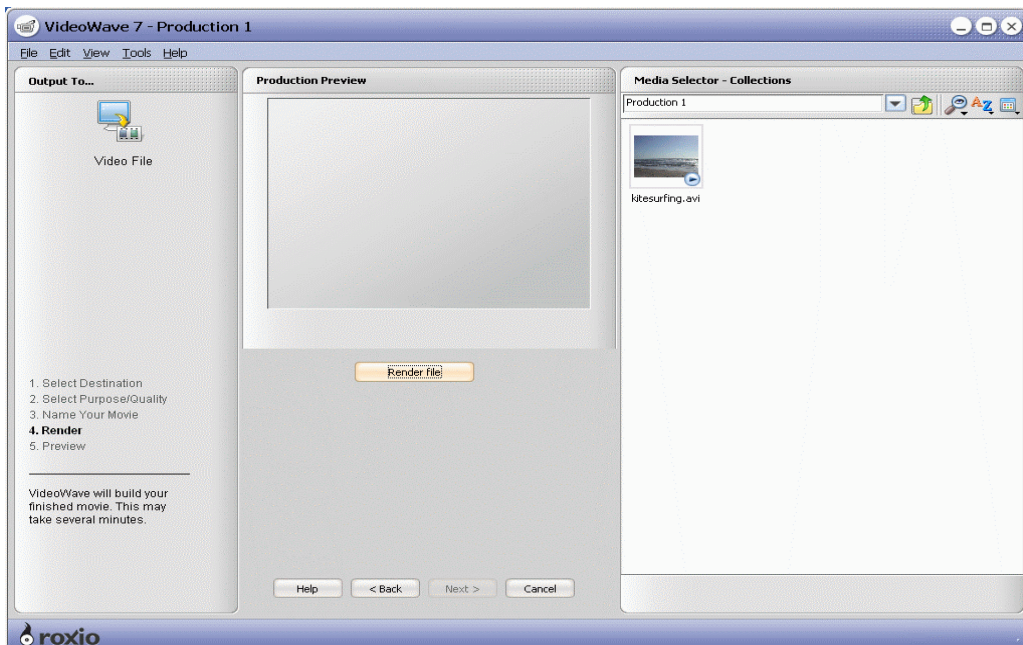 VideoWave 7 - Production 1
File Edit View Tools Help
Output To...
Video File
1. Select Destination
2. Select Purpose/Quality
3. Name Your Movie
4. Render
5. Preview
VideoWave will build your
finished movie. This may
take several minutes.
Production Preview
Render file
Help
< Back
Next >
Cancel
Media Selector - Collections
Production 1
AZ
kitesurfing.avi
roxio